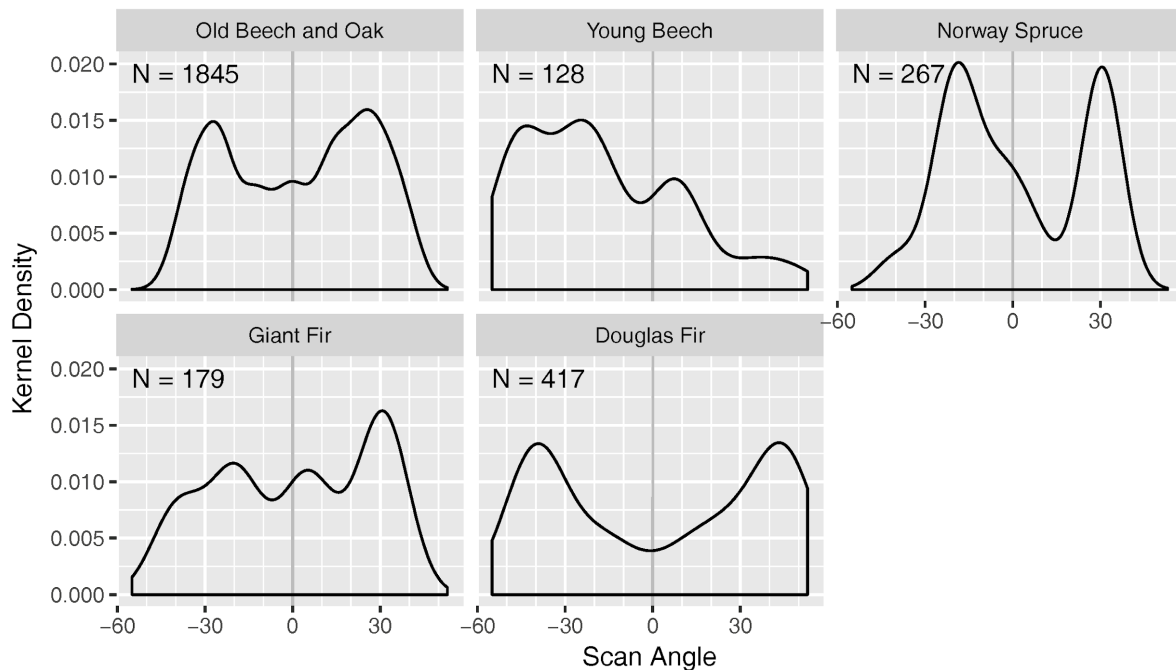 Old Beech and Oak
Young Beech
Norway Spruce
N = 1845
N = 128
N = 267
0.020
0.015
0.010
0.005
0.000
−60 −30 0 30
Giant Fir
Douglas Fir
N = 179
N = 417
0.020
0.015
0.010
0.005
0.000
−60 −30 0 30
−60 −30 0 30
Kernel Density
Scan Angle